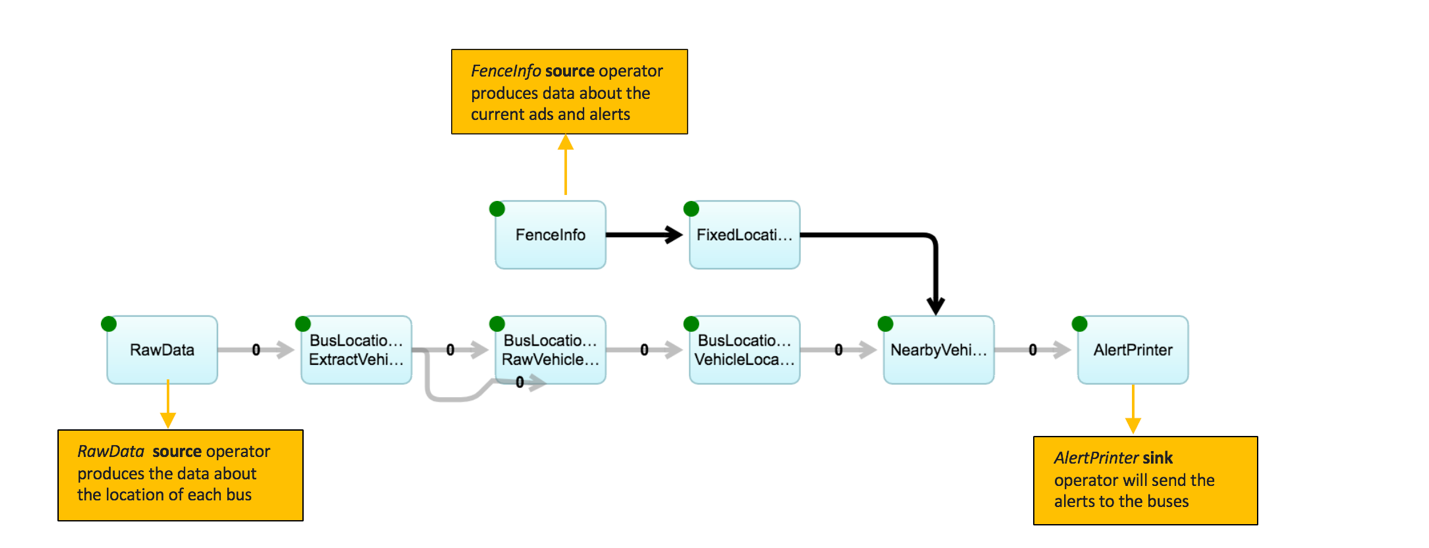 FenceInfo source operator
produces data about the
current ads and alerts
FenceInfo
FixedLocati...
RawData
0
BusLocatio...
ExtractVehi...
0
0
BusLocatio...
RawVehicle...
0
BusLocatio...
VehicleLoca...
0
NearbyVehi...
0
AlertPrinter
RawData source operator
produces the data about
the location of each bus
AlertPrinter sink
operator will send the
alerts to the buses